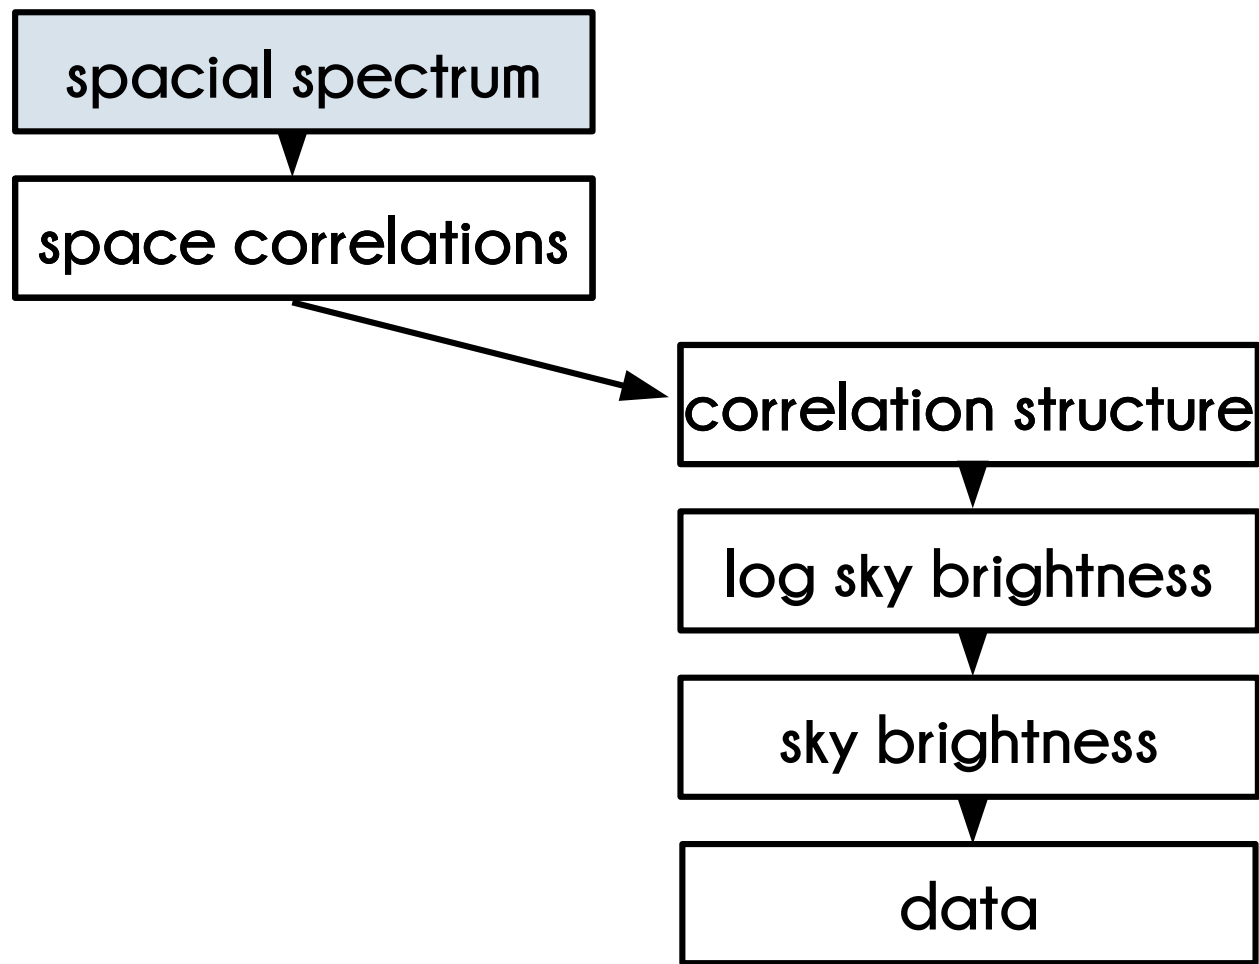 spacial spectrum
space correlations
correlation structure
log sky brightness
sky brightness
data